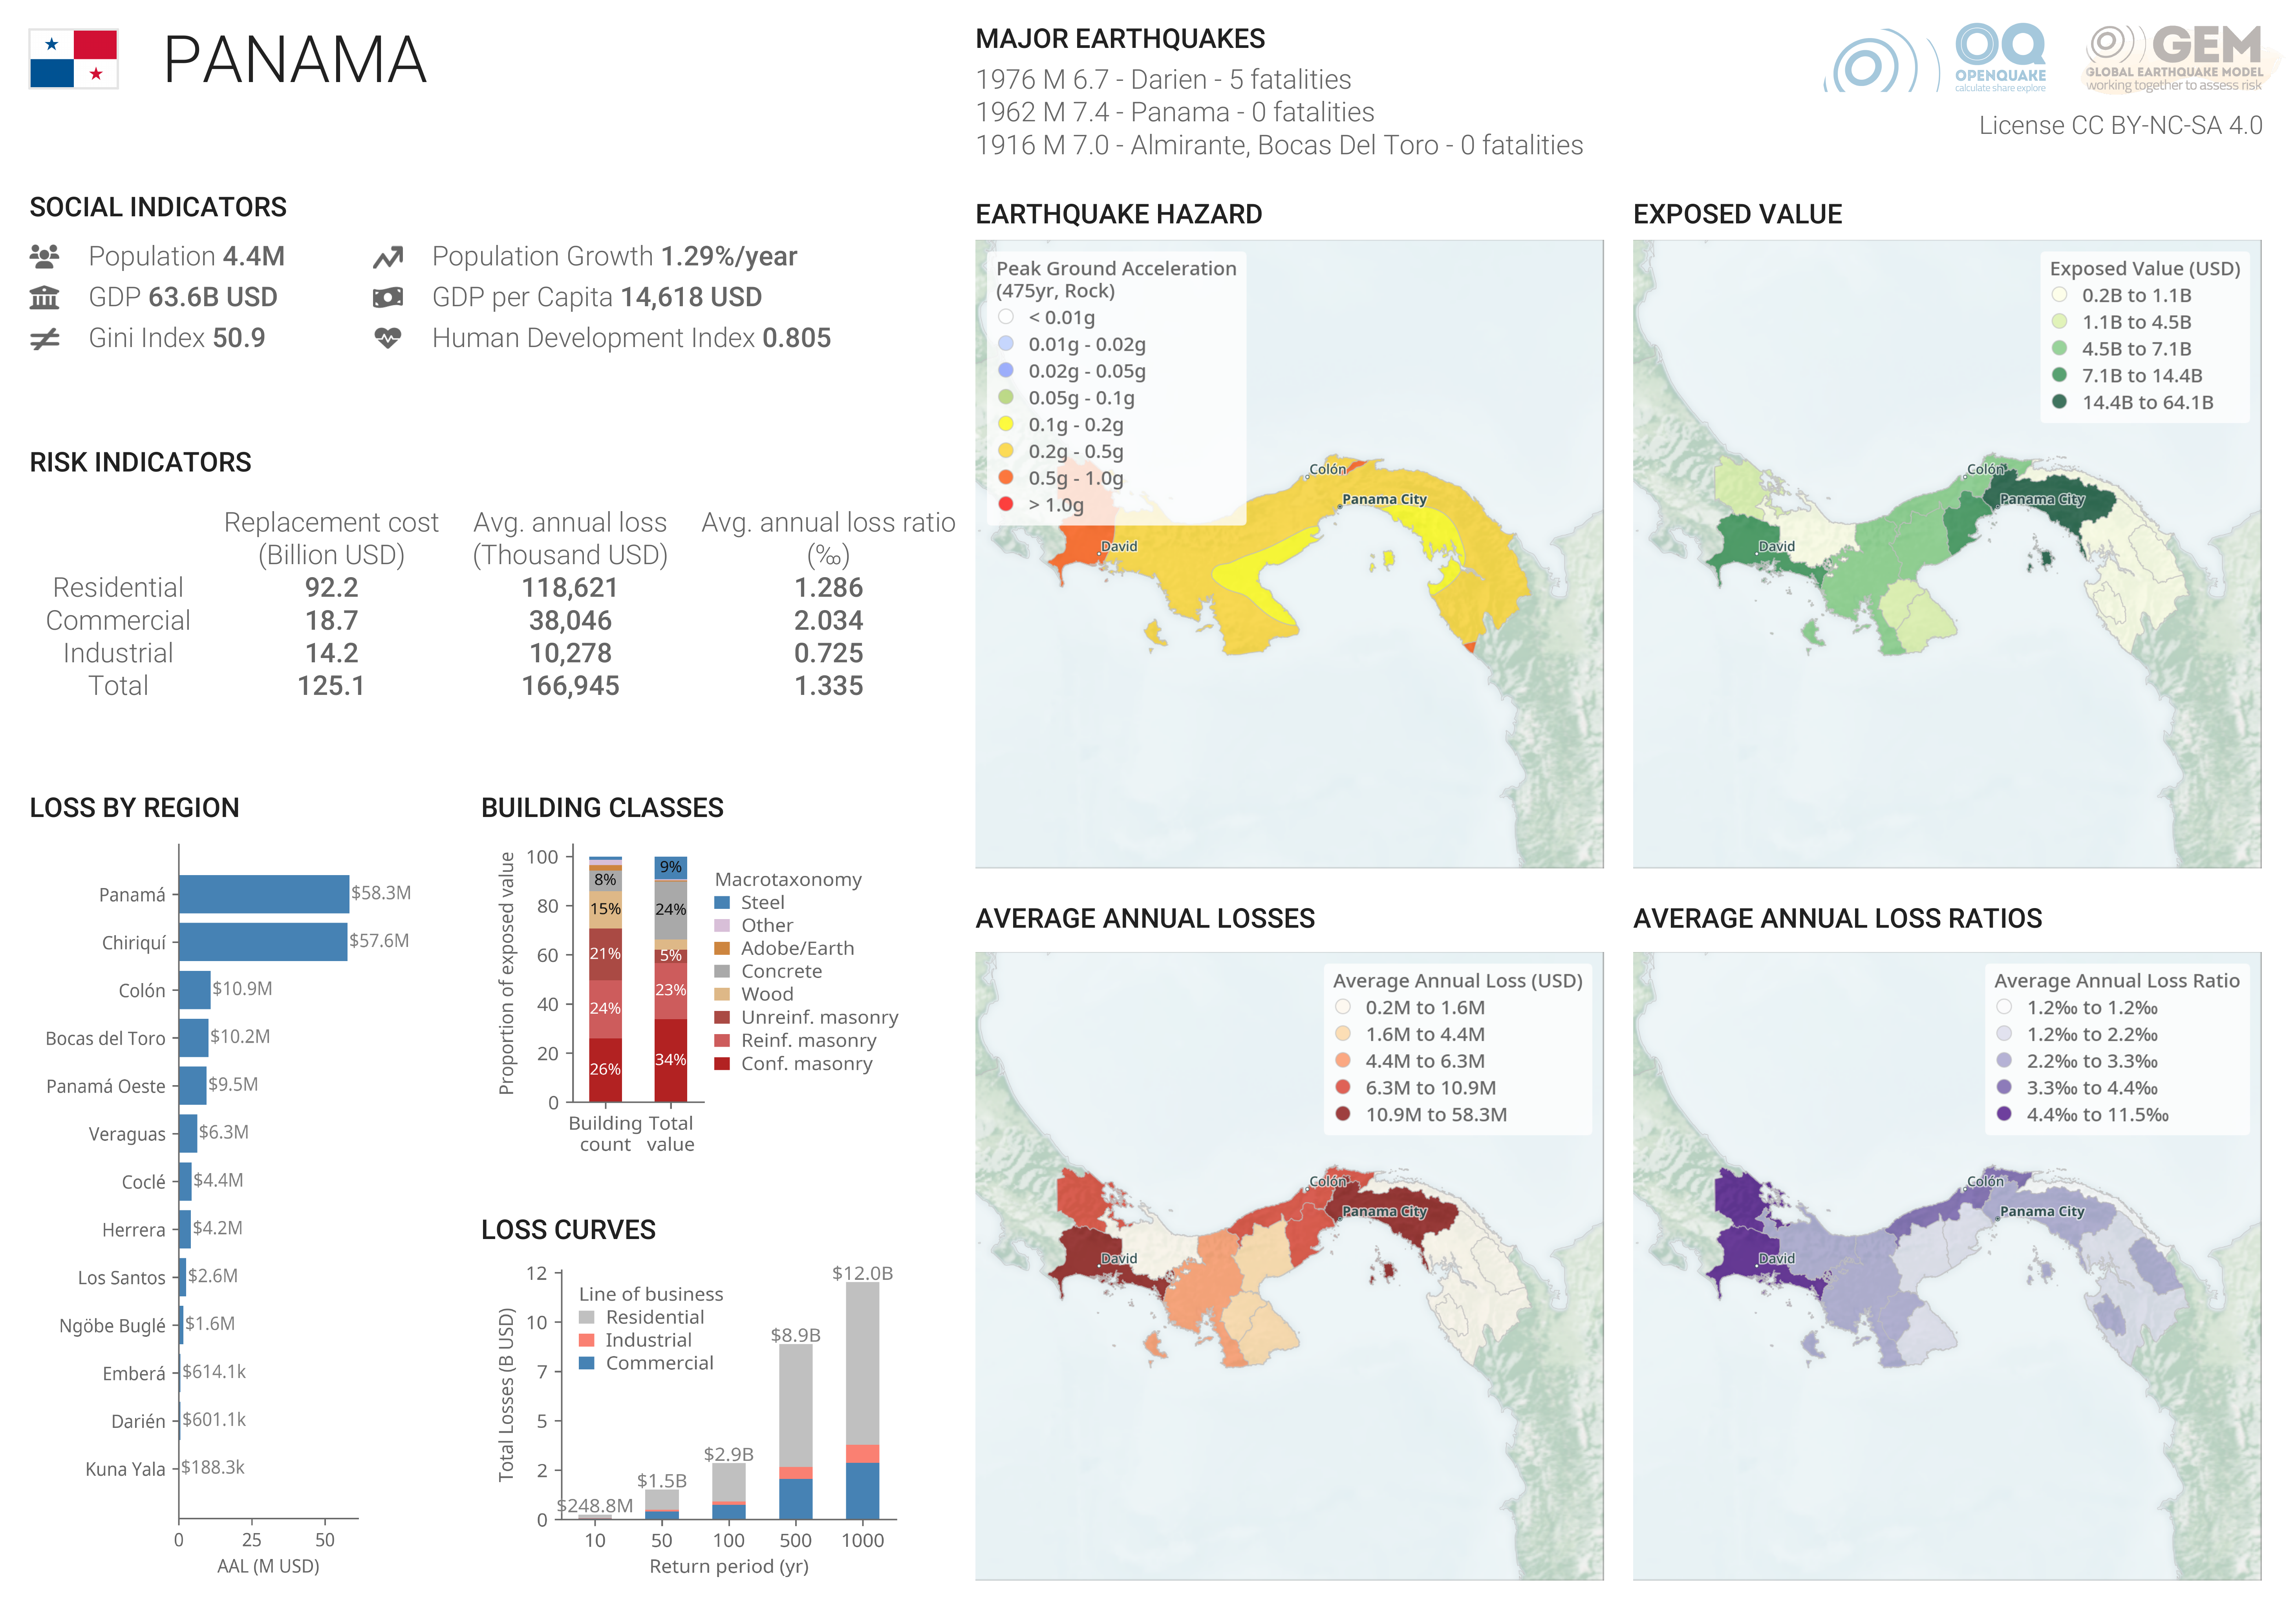 PANAMA
MAJOR EARTHQUAKES
1976 M 6.7 - Darien - 5 fatalities
1962 M 7.4 - Panama - 0 fatalities
1916 M 7.0 - Almirante, Bocas Del Toro - 0 fatalities
OQ
OPENQUAKE
calculate share explore
GEM
GLOBAL EARTHQUAKE MODEL
working together to assess risk
License CC BY-NC-SA 4.0
SOCIAL INDICATORS
Population 4.4M
Population Growth 1.29%/year
GDP 63.6B USD
GDP per Capita 14,618 USD
Gini Index 50.9
Human Development Index 0.805
RISK INDICATORS
Replacement cost Avg. annual loss Avg. annual loss ratio
(Billion USD) (Thousand USD) (‰)
Residential 92.2 118,621 1.286
Commercial 18.7 38,046 2.034
Industrial 14.2 10,278 0.725
Total 125.1 166,945 1.335
LOSS BY REGION
Panamá $58.3M
Chiriquí $57.6M
Colón $10.9M
Bocas del Toro $10.2M
Panamá Oeste $9.5M
Veraguas $6.3M
Coclé $4.4M
Herrera $4.2M
Los Santos $2.6M
Ngöbe Buglé $1.6M
Emberá $614.1k
Darién $601.1k
Kuna Yala $188.3k
0 25 50
AAL (M USD)
BUILDING CLASSES
Proportion of exposed value
100
80
60
40
20
0
8%
15%
21%
24%
26%
9%
24%
5%
23%
34%
Building count
Total value
Macrotaxonomy
Steel
Other
Adobe/Earth
Concrete
Wood
Unreinf. masonry
Reinf. masonry
Conf. masonry
LOSS CURVES
Total Losses (B USD)
12
10
7
5
2
0
Line of business
Residential
Industrial
Commercial
$248.8M
$1.5B
$2.9B
$8.9B
$12.0B
10 50 100 500 1000
Return period (yr)
EARTHQUAKE HAZARD
Peak Ground Acceleration
(475yr, Rock)
< 0.01g
0.01g - 0.02g
0.02g - 0.05g
0.05g - 0.1g
0.1g - 0.2g
0.2g - 0.5g
0.5g - 1.0g
> 1.0g
Colón
Panama City
David
EXPOSED VALUE
Exposed Value (USD)
0.2B to 1.1B
1.1B to 4.5B
4.5B to 7.1B
7.1B to 14.4B
14.4B to 64.1B
Colón
Panama City
David
AVERAGE ANNUAL LOSSES
Average Annual Loss (USD)
0.2M to 1.6M
1.6M to 4.4M
4.4M to 6.3M
6.3M to 10.9M
10.9M to 58.3M
Colón
Panama City
David
AVERAGE ANNUAL LOSS RATIOS
Average Annual Loss Ratio
1.2‰ to 1.2‰
1.2‰ to 2.2‰
2.2‰ to 3.3‰
3.3‰ to 4.4‰
4.4‰ to 11.5‰
Colón
Panama City
David